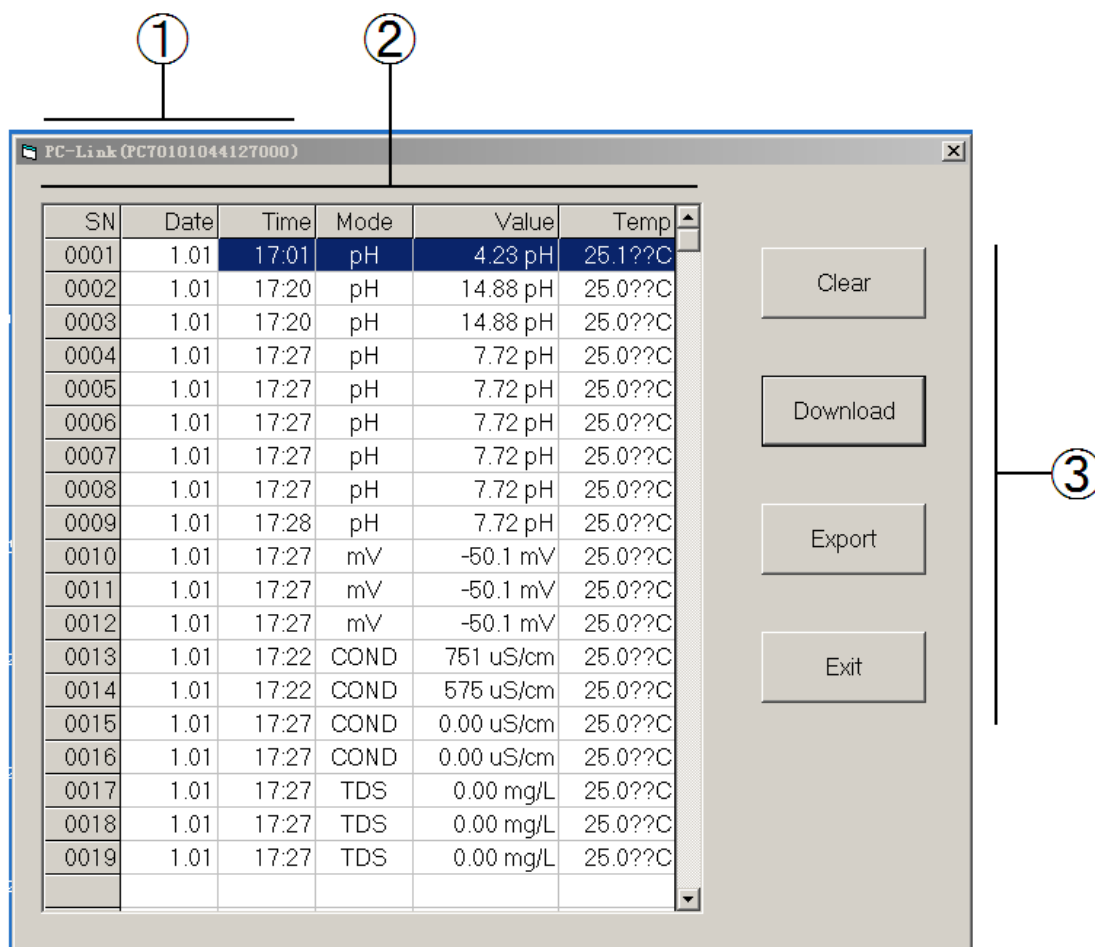 ① ②
PC-Link(PC70101044127000)
SN Date Time Mode Value Temp
0001 1.01 17:01 pH 4.23 pH 25.1??C
0002 1.01 17:20 pH 14.88 pH 25.0??C
0003 1.01 17:20 pH 14.88 pH 25.0??C
0004 1.01 17:27 pH 7.72 pH 25.0??C
0005 1.01 17:27 pH 7.72 pH 25.0??C
0006 1.01 17:27 pH 7.72 pH 25.0??C
0007 1.01 17:27 pH 7.72 pH 25.0??C
0008 1.01 17:27 pH 7.72 pH 25.0??C
0009 1.01 17:28 pH 7.72 pH 25.0??C
0010 1.01 17:27 mV -50.1 mV 25.0??C
0011 1.01 17:27 mV -50.1 mV 25.0??C
0012 1.01 17:27 mV -50.1 mV 25.0??C
0013 1.01 17:22 COND 751 uS/cm 25.0??C
0014 1.01 17:22 COND 575 uS/cm 25.0??C
0015 1.01 17:27 COND 0.00 uS/cm 25.0??C
0016 1.01 17:27 COND 0.00 uS/cm 25.0??C
0017 1.01 17:27 TDS 0.00 mg/L 25.0??C
0018 1.01 17:27 TDS 0.00 mg/L 25.0??C
0019 1.01 17:27 TDS 0.00 mg/L 25.0??C
Clear
Download
Export
Exit
③